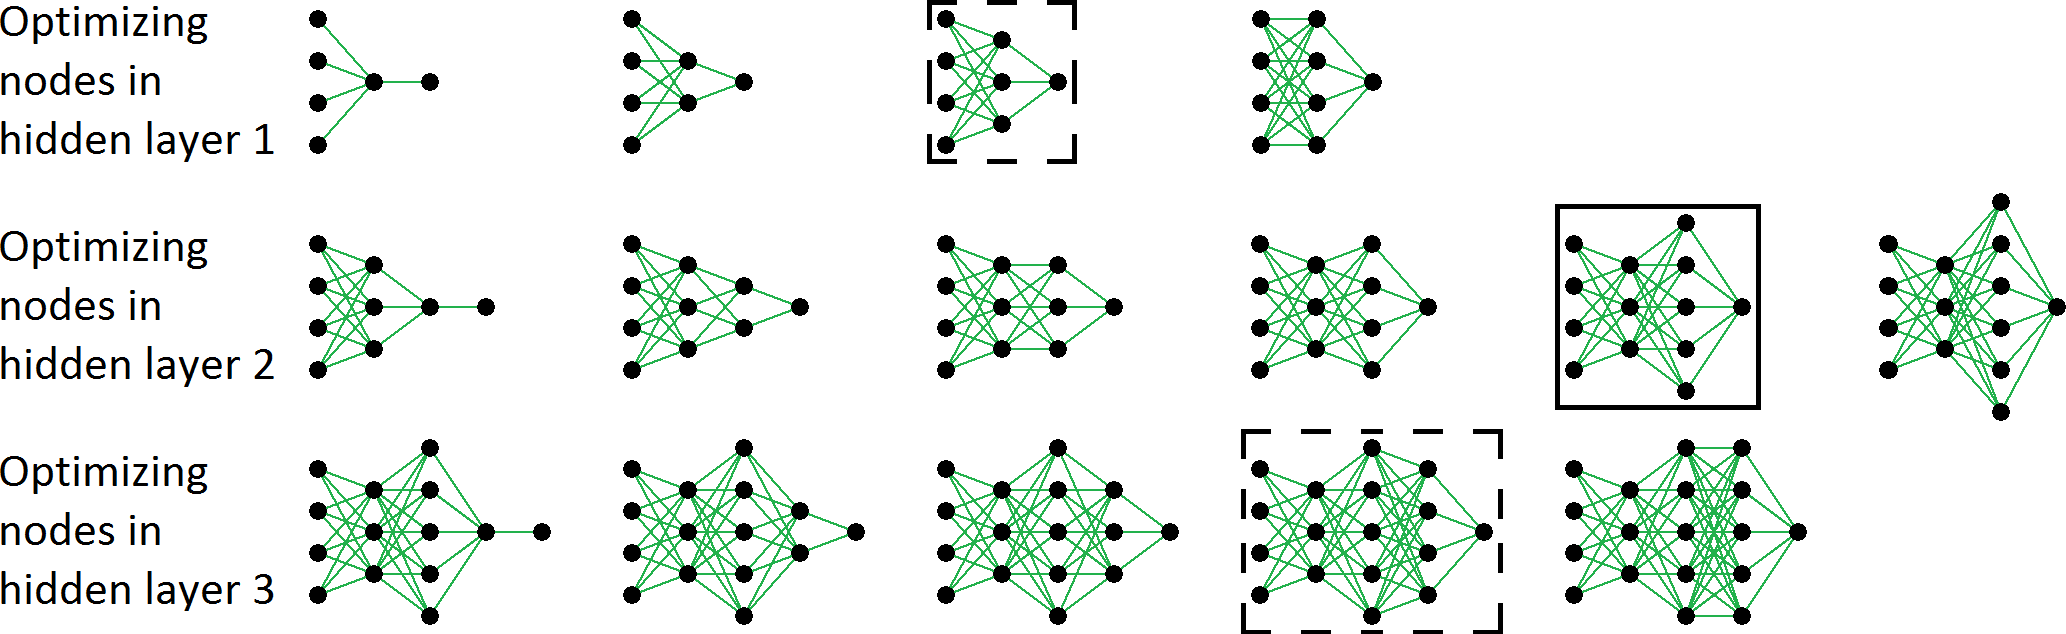 Optimizing
nodes in
hidden layer 1
Optimizing
nodes in
hidden layer 2
Optimizing
nodes in
hidden layer 3